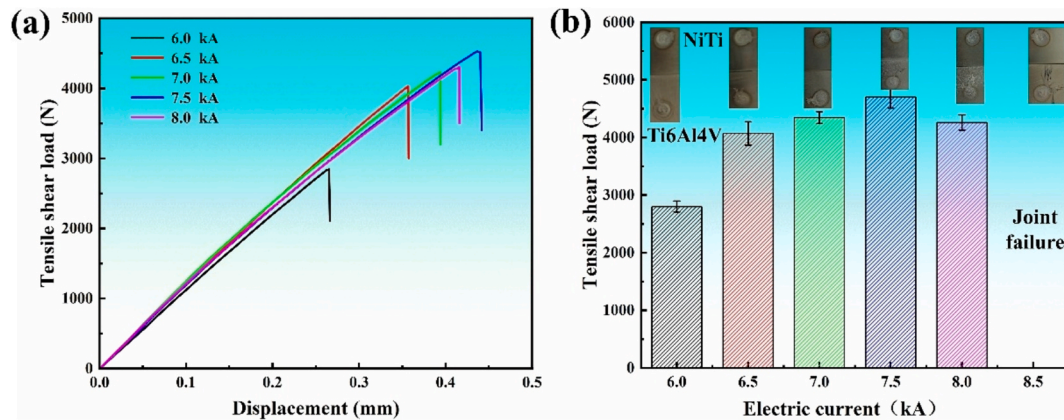 (a)
5000
4000
3000
2000
1000
0
Tensile shear load (N)
6.0 kA
6.5 kA
7.0 kA
7.5 kA
8.0 kA
0.0 0.1 0.2 0.3 0.4 0.5
Displacement (mm)
(b)
6000
5000
4000
3000
2000
1000
0
Tensile shear load (N)
NiTi
Ti6Al4V
Joint
failure
6.0 6.5 7.0 7.5 8.0 8.5
Electric current（kA）